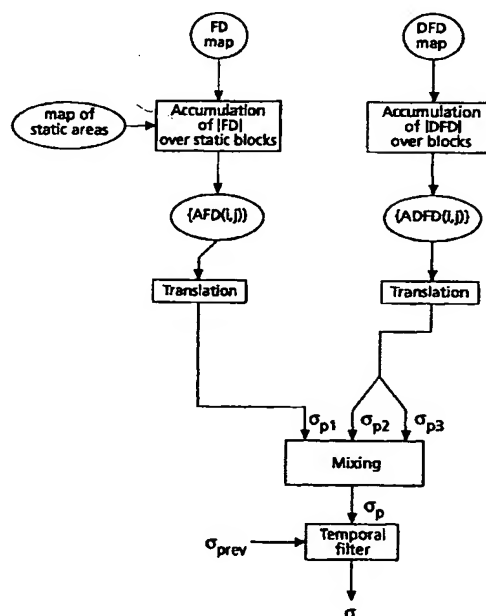 FD
map
DFD
map
map of
static areas
Accumulation
of |FD|
over static blocks
Accumulation
of |DFD|
over blocks
{AFD(i,j)}
{ADFD(i,j)}
Translation
Translation
σp1
σp2
σp3
Mixing
σp
σprev
Temporal
filter
σ